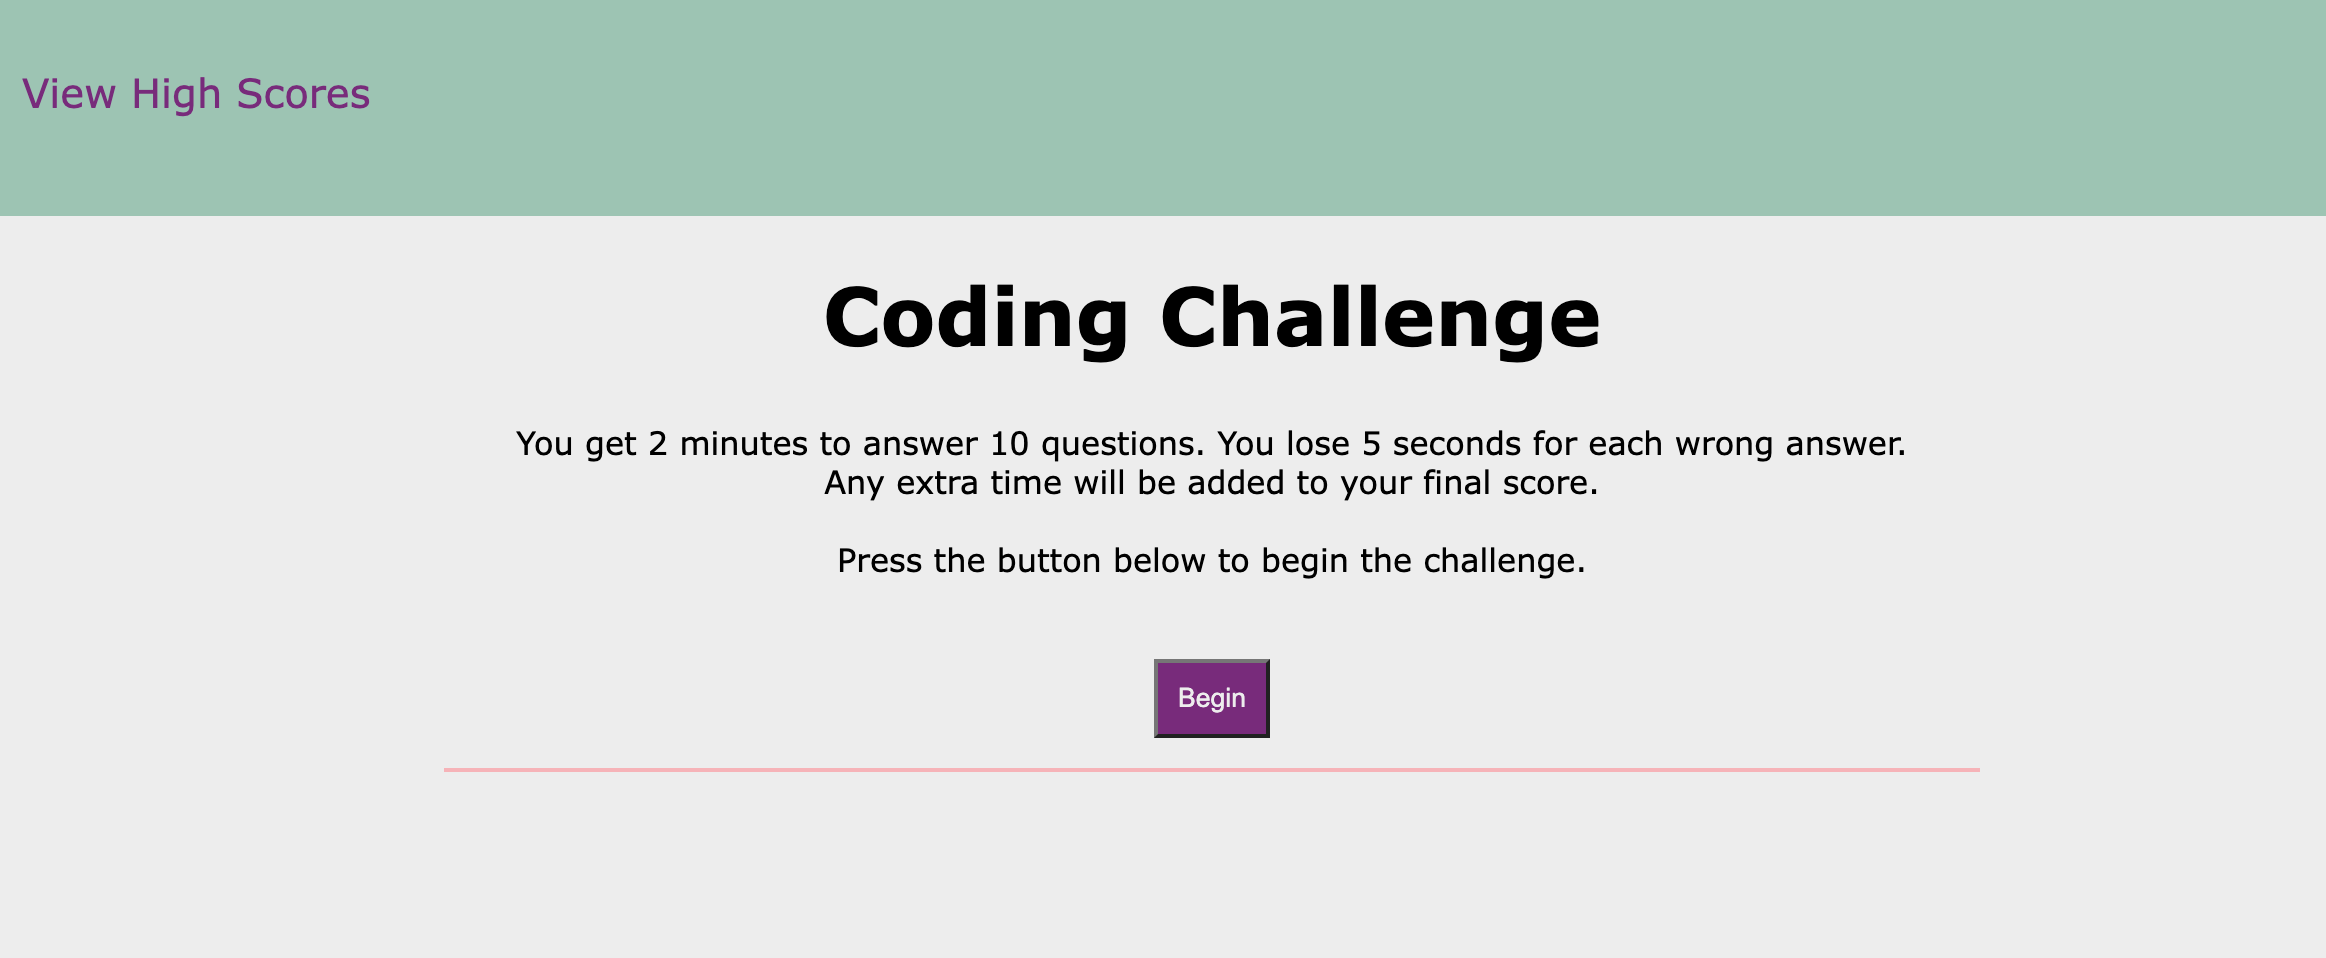 View High Scores
Coding Challenge
You get 2 minutes to answer 10 questions. You lose 5 seconds for each wrong answer.
Any extra time will be added to your final score.
Press the button below to begin the challenge.
Begin